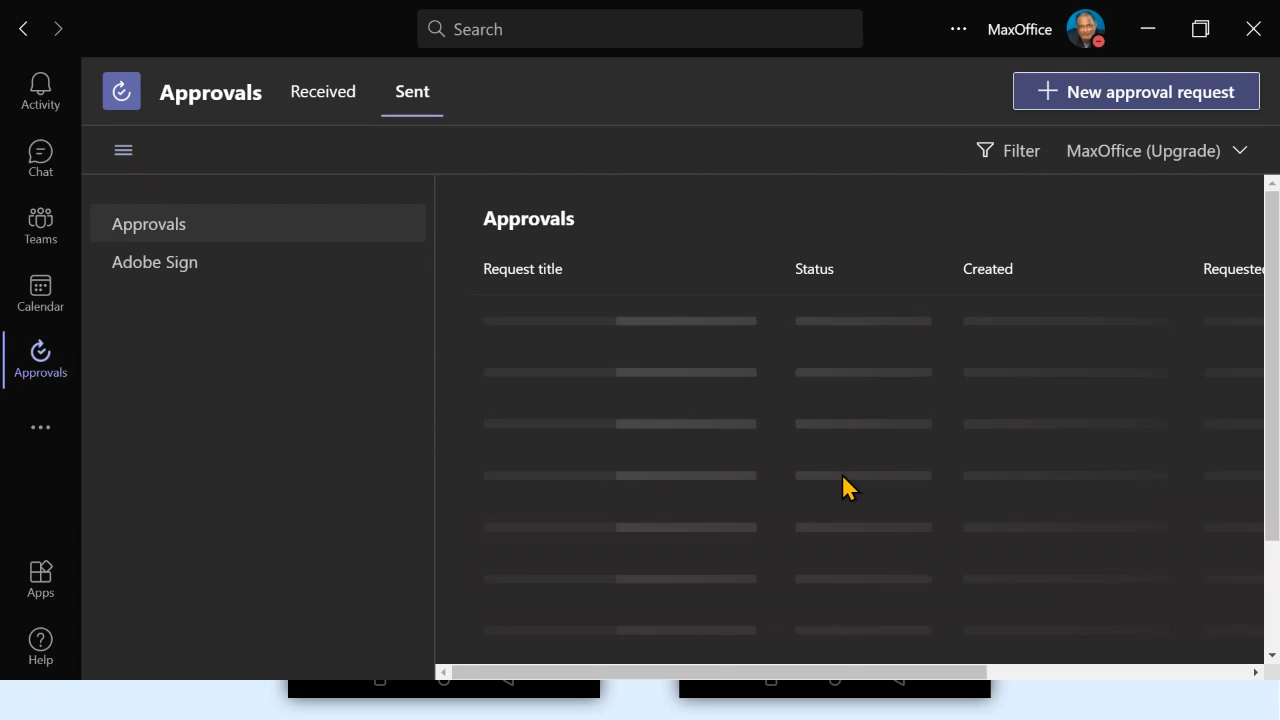 Search
MaxOffice
Activity
Chat
Teams
Calendar
Approvals
Apps
Help
Approvals
Received
Sent
New approval request
Filter
MaxOffice (Upgrade)
Approvals
Adobe Sign
Approvals
Request title
Status
Created
Requeste